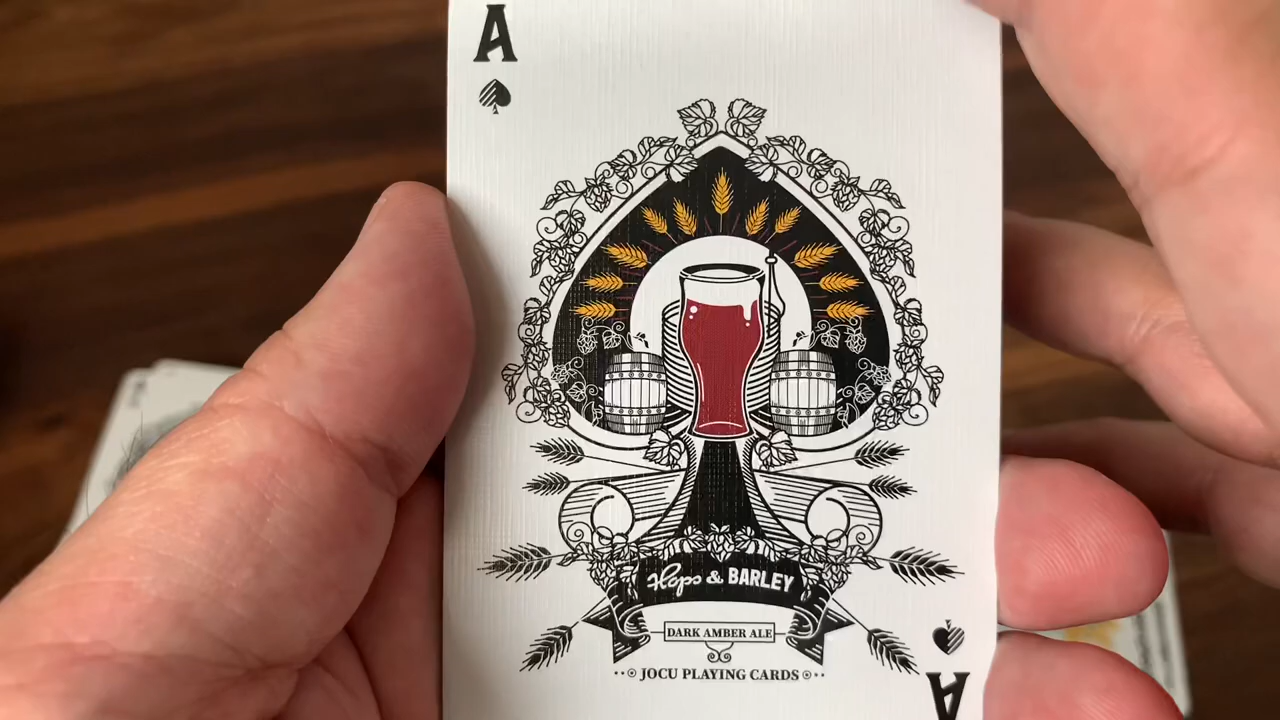 A
Hops & BARLEY
DARK AMBER ALE
JOCU PLAYING CARDS
A